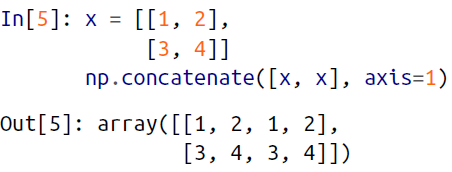 In[5]: x = [[1, 2],
             [3, 4]]
       np.concatenate([x, x], axis=1)
Out[5]: array([[1, 2, 1, 2],
               [3, 4, 3, 4]])